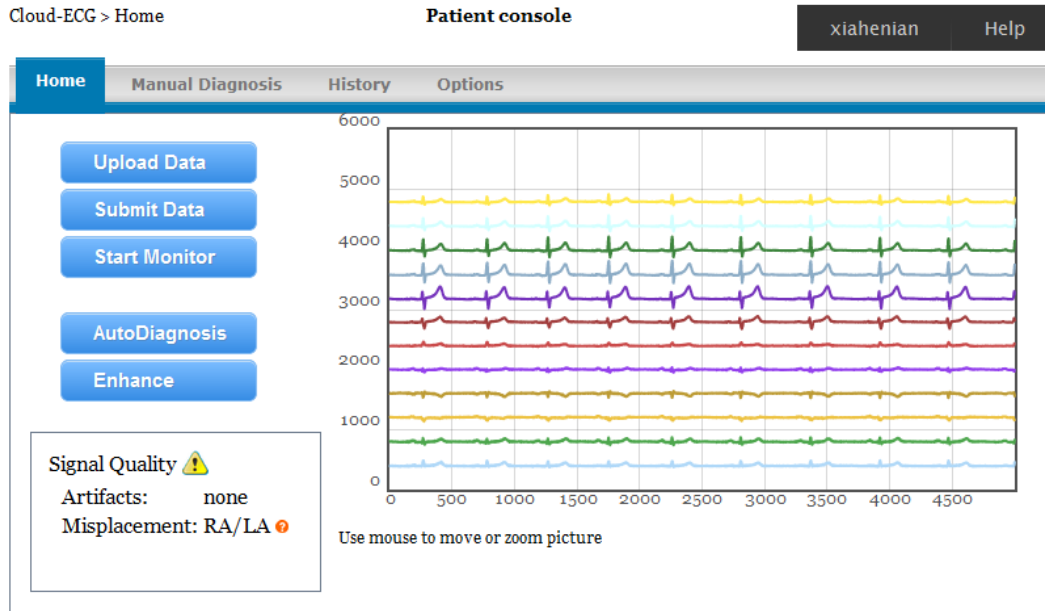 Cloud-ECG > Home
Patient console
xiahenian
Help
Home
Manual Diagnosis
History
Options
Upload Data
Submit Data
Start Monitor
AutoDiagnosis
Enhance
Signal Quality
Artifacts: none
Misplacement: RA/LA ?
6000
5000
4000
3000
2000
1000
0
0 500 1000 1500 2000 2500 3000 3500 4000 4500
Use mouse to move or zoom picture